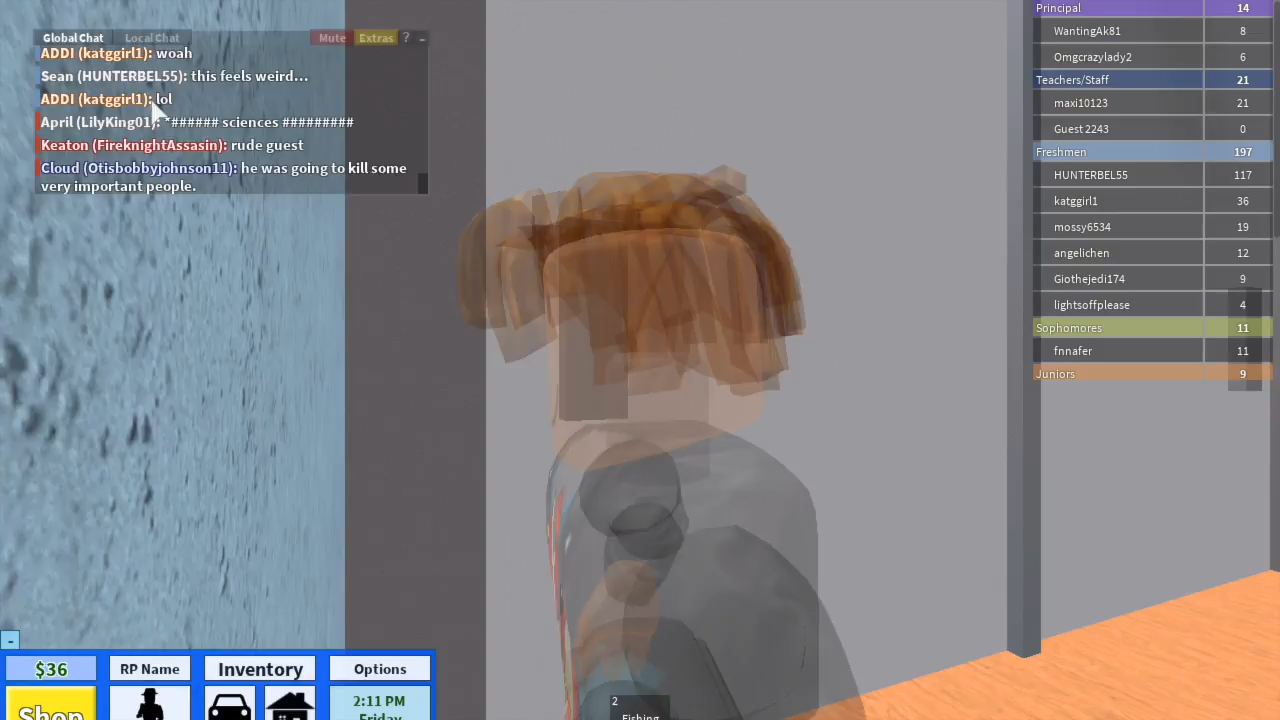 Global Chat Local Chat Mute Extras ? -
ADDI (katggirl1): woah
Sean (HUNTERBEL55): this feels weird...
ADDI (katggirl1): lol
April (LilyKing01): *###### sciences #########
Keaton (FireknightAssasin): rude guest
Cloud (Otisbobbyjohnson11): he was going to kill some
very important people.
Principal 14
WantingAk81 8
Omgcrazylady2 6
Teachers/Staff 21
maxi10123 21
Guest 2243 0
Freshmen 197
HUNTERBEL55 117
katggirl1 36
mossy6534 19
angelichen 12
Giothejedi174 9
lightsoffplease 4
Sophomores 11
fnnafer 11
Juniors 9
-
$36 RP Name Inventory Options
Shop
2:11 PM
Friday
2
Fishing